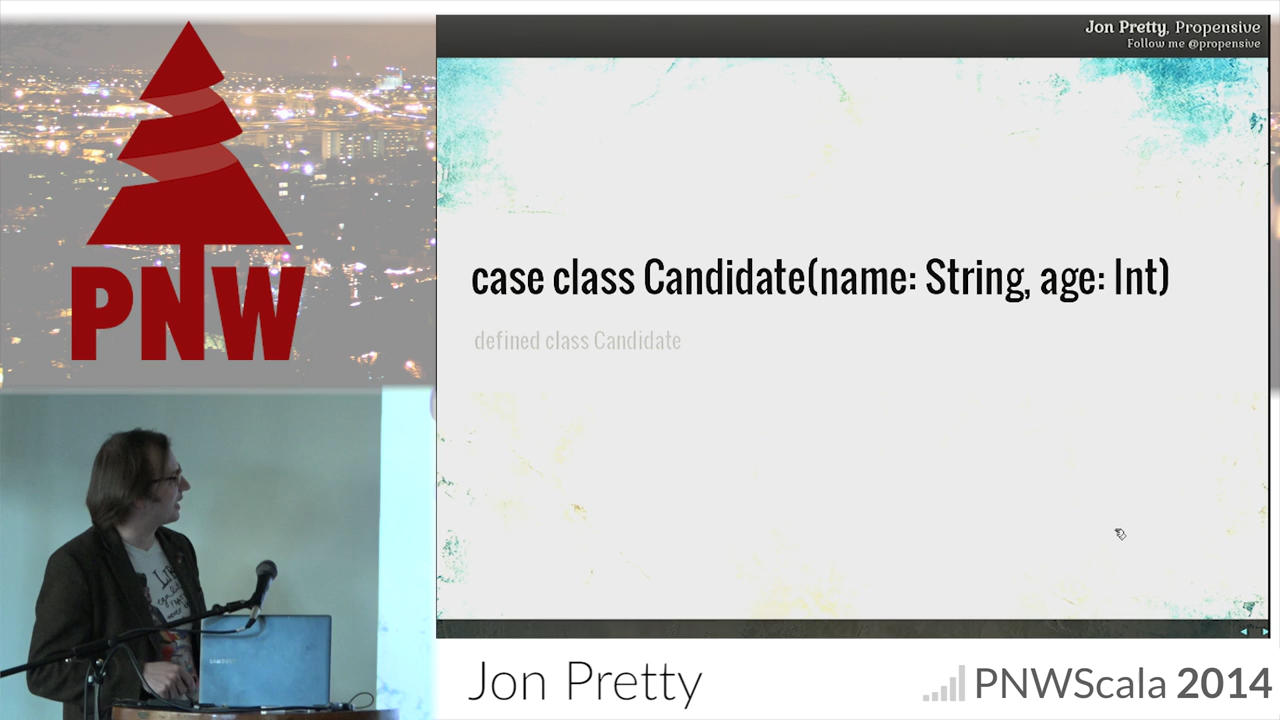 PNW
Jon Pretty, Propensive
Follow me @propensive
case class Candidate(name: String, age: Int)
defined class Candidate
SAMSUNG
Jon Pretty
PNWScala 2014